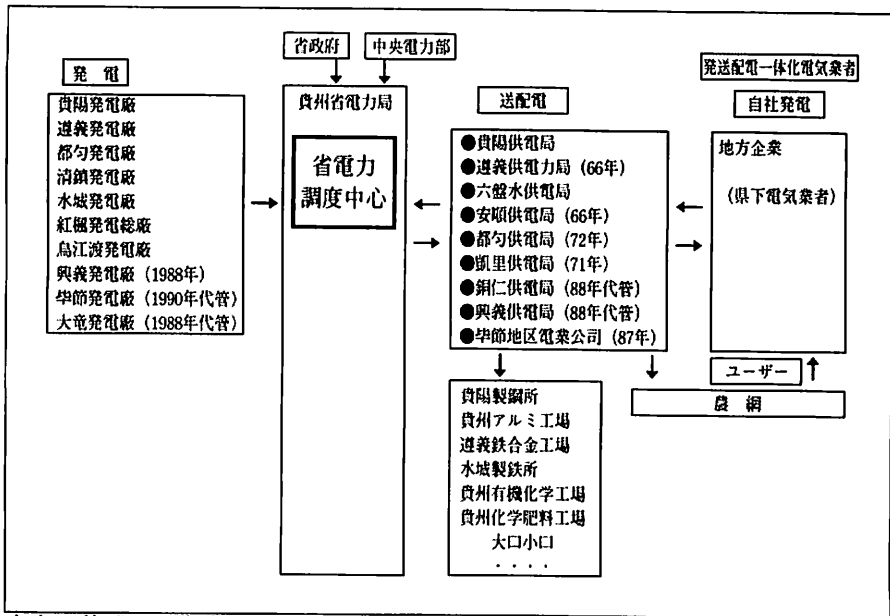 省政府
中央電力部
発電
貴陽発電廠
遵義発電廠
都匀発電廠
清鎮発電廠
水城発電廠
紅楓発電総廠
烏江渡発電廠
興義発電廠（1988年）
毕節発電廠（1990年代管）
大竜発電廠（1988年代管）
貴州省電力局
省電力
調度中心
送配電
●貴陽供電局
●遵義供電力局（66年）
●六盤水供電局
●安順供電局（66年）
●都匀供電局（72年）
●凱里供電局（71年）
●銅仁供電局（88年代管）
●興義供電局（88年代管）
●毕節地区電業公司（87年）
貴陽製鋼所
貴州アルミ工場
遵義鉄合金工場
水城製鉄所
貴州有機化学工場
貴州化学肥料工場
大口小口
・・・・
発送配電一体化電気業者
自社発電
地方企業
（県下電気業者）
ユーザー
農網